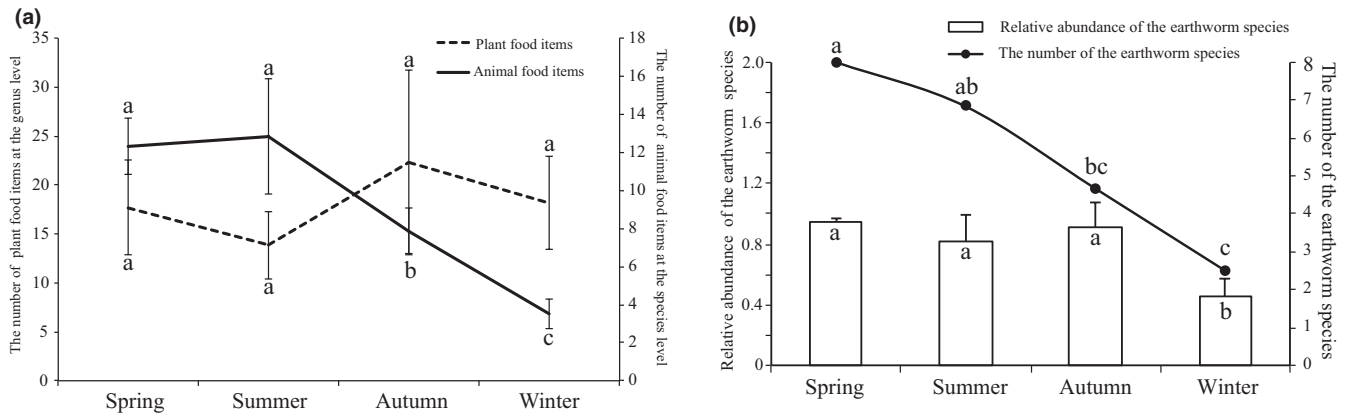 (a)
The number of plant food items at the genus level
35
30
25
20
15
10
5
0
a
a
a
a
a
a
b
c
Plant food items
Animal food items
18
16
14
12
10
8
6
4
2
0
The number of animal food items at the species level
Spring
Summer
Autumn
Winter
(b)
Relative abundance of the earthworm species
The number of the earthworm species
Relative abundance of the earthworm species
2.0
1.6
1.2
0.8
0.4
0
a
ab
bc
c
a
a
a
b
8
7
6
5
4
3
2
1
0
The number of the earthworm species
Spring
Summer
Autumn
Winter